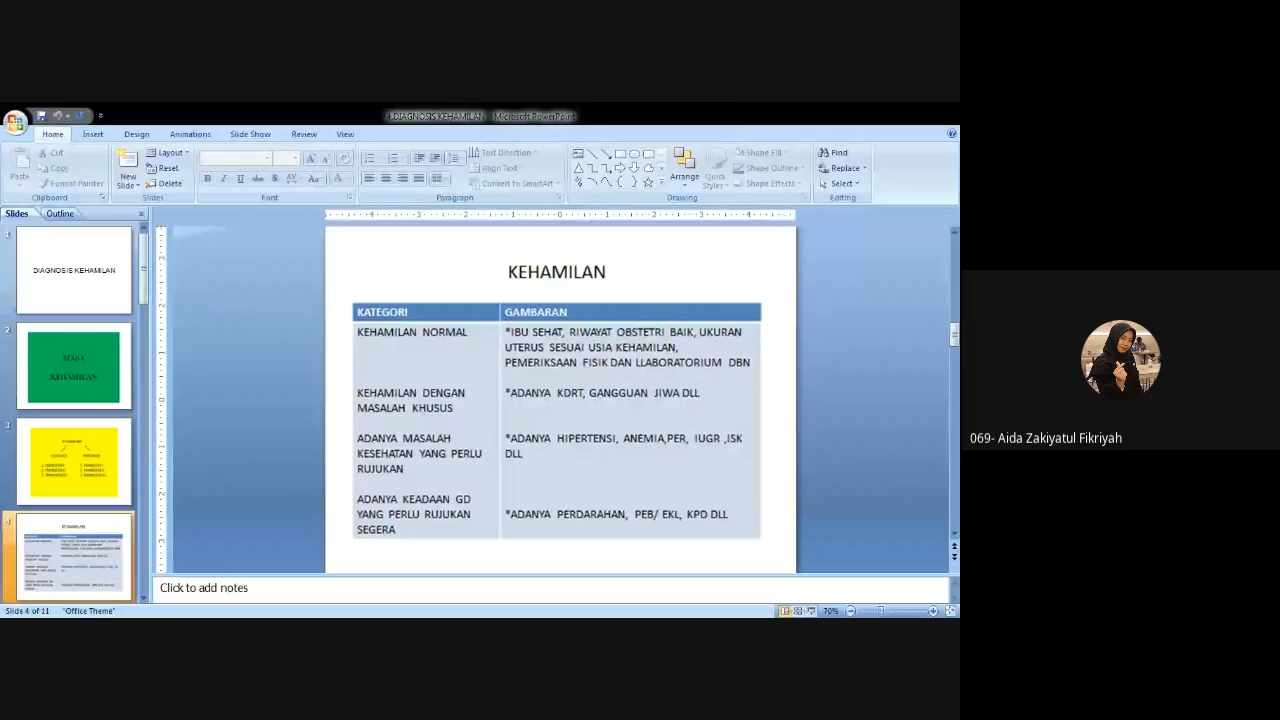 4.DIAGNOSIS KEHAMILAN - Microsoft PowerPoint
Home Insert Design Animations Slide Show Review View
Paste
Cut
Copy
Format Painter
Clipboard
New
Slide
Layout
Reset
Delete
Slides
Font
Text Direction
Align Text
Convert to SmartArt
Paragraph
Arrange
Quick
Styles
Shape Fill
Shape Outline
Shape Effects
Drawing
Find
Replace
Select
Editing
Slides Outline
1
DIAGNOSIS KEHAMILAN
2
MASA
KEHAMILAN
3
4
KEHAMILAN
KEHAMILAN
KATEGORI GAMBARAN
KEHAMILAN NORMAL
*IBU SEHAT, RIWAYAT OBSTETRI BAIK, UKURAN
UTERUS SESUAI USIA KEHAMILAN,
PEMERIKSAAN FISIK DAN LLABORATORIUM DBN
KEHAMILAN DENGAN
MASALAH KHUSUS
*ADANYA KDRT, GANGGUAN JIWA DLL
ADANYA MASALAH
KESEHATAN YANG PERLU
RUJUKAN
*ADANYA HIPERTENSI, ANEMIA,PER, IUGR ,ISK
DLL
ADANYA KEADAAN GD
YANG PERLU RUJUKAN
SEGERA
*ADANYA PERDARAHAN, PEB/ EKL, KPD DLL
Click to add notes
Slide 4 of 11 "Office Theme" 70%
069- Aida Zakiyatul Fikriyah